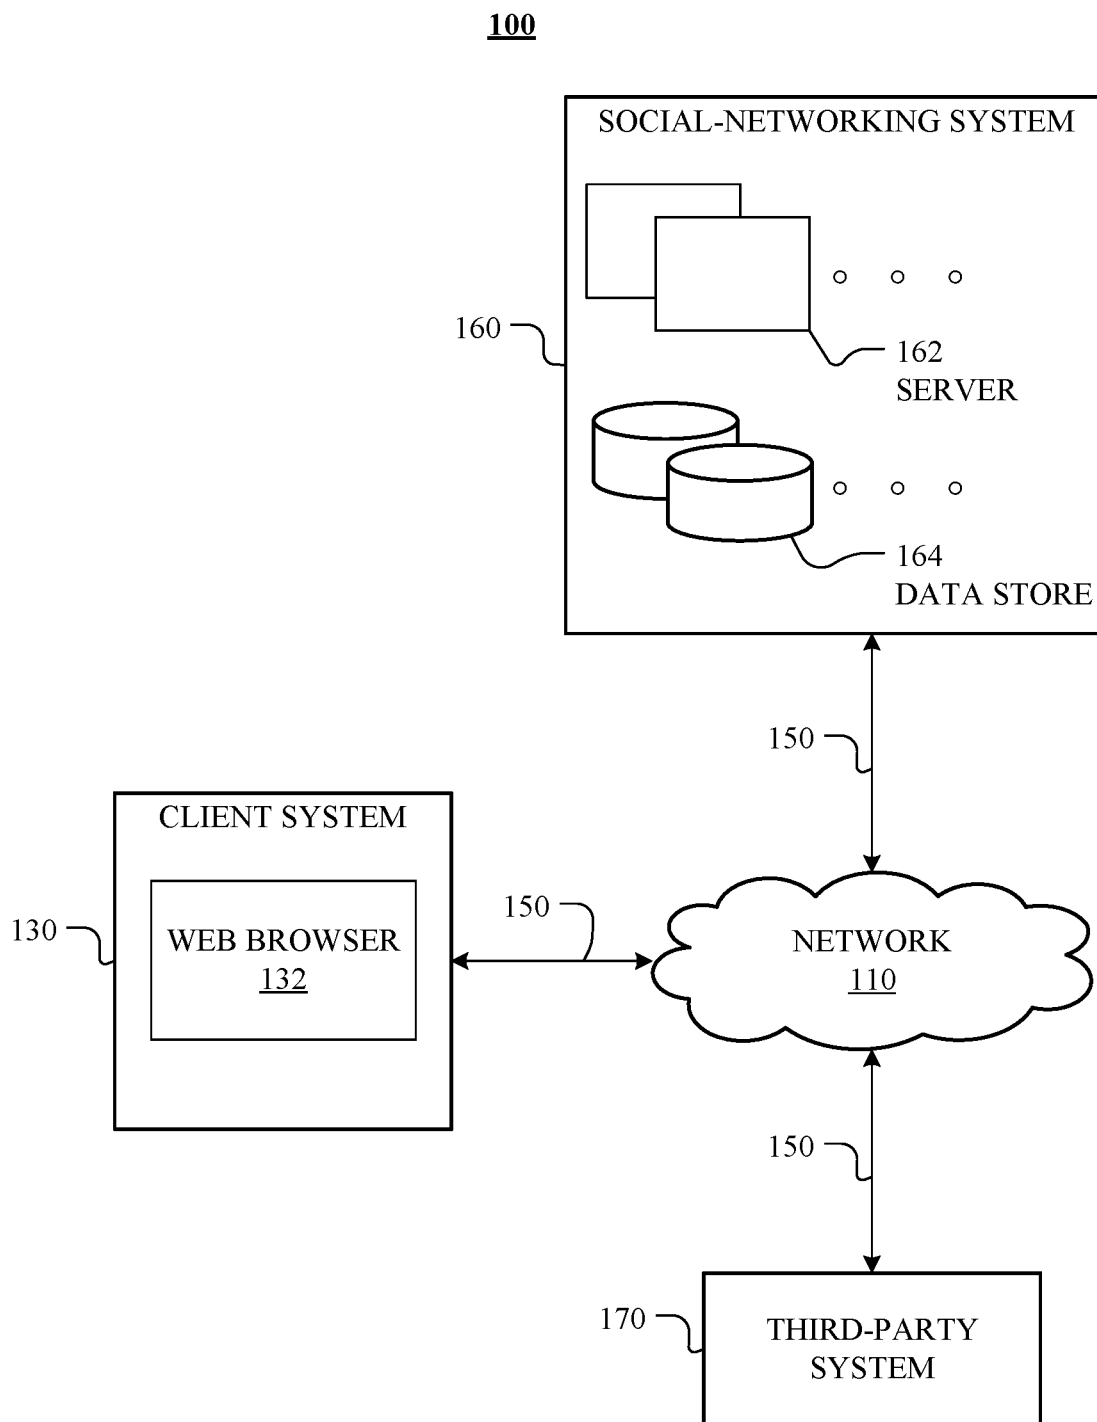 100
SOCIAL-NETWORKING SYSTEM
160
162
SERVER
164
DATA STORE
150
CLIENT SYSTEM
130
WEB BROWSER
132
150
NETWORK
110
150
170
THIRD-PARTY
SYSTEM